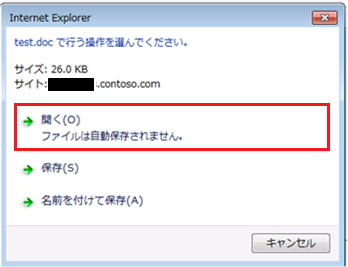 Internet Explorer
test.doc で行う操作を選んでください。
サイズ: 26.0 KB
サイト: .contoso.com
開く(O)
ファイルは自動保存されません。
保存(S)
名前を付けて保存(A)
キャンセル